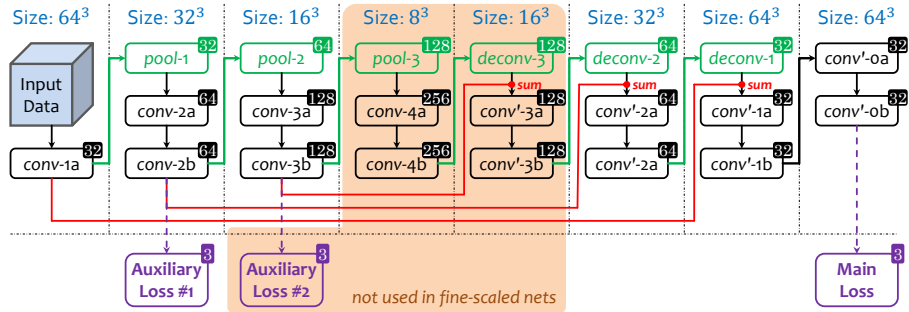 Size: 64³ Size: 32³ Size: 16³ Size: 8³ Size: 16³ Size: 32³ Size: 64³ Size: 64³
Input
Data
pool-1 32
pool-2 64
pool-3 128
deconv-3 128
deconv-2 64
deconv-1 32
conv'-0a 32
sum sum sum
conv-2a 64
conv-3a 128
conv-4a 256
conv'-3a 128
conv'-2a 64
conv'-1a 32
conv'-0b 32
conv-1a 32
conv-2b 64
conv-3b 128
conv-4b 256
conv'-3b 128
conv'-2a 64
conv'-1b 32
Auxiliary
Loss #1 3
Auxiliary
Loss #2 3
Main
Loss 3
not used in fine-scaled nets